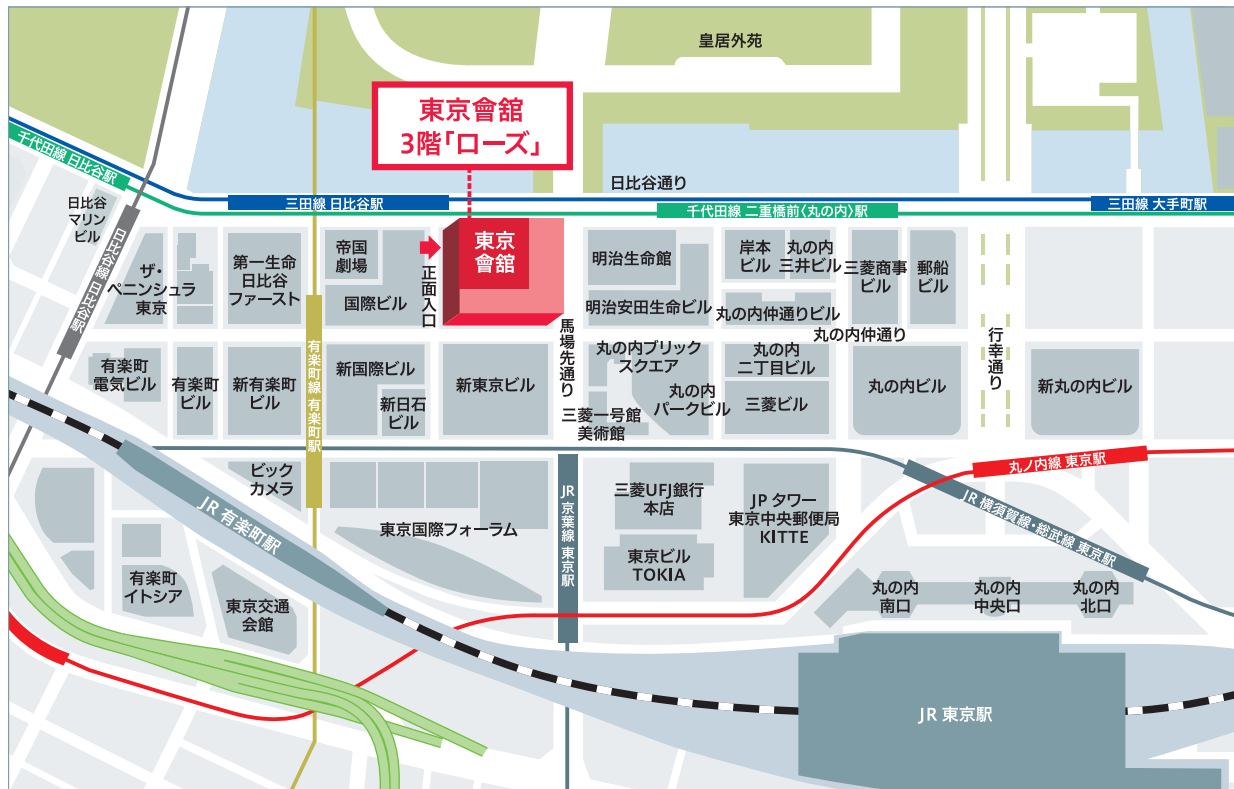 皇居外苑
東京會舘
3階「ローズ」
日比谷通り
千代田線 日比谷駅
三田線 日比谷駅
千代田線 二重橋前〈丸の内〉駅
三田線 大手町駅
日比谷
マリン
ビル
日比谷線 日比谷駅
ザ・
ペニンシュラ
東京
第一生命
日比谷
ファースト
帝国
劇場
国際ビル
正面入口
東京
會舘
明治生命館
明治安田生命ビル
岸本
ビル
丸の内
三井ビル
丸の内仲通りビル
三菱商事
ビル
郵船
ビル
丸の内仲通り
馬場先通り
行幸通り
有楽町
電気ビル
有楽町
ビル
新有楽町
ビル
有楽町線 有楽町駅
新国際ビル
新日石
ビル
新東京ビル
丸の内ブリック
スクエア
丸の内
パークビル
三菱一号館
美術館
丸の内
二丁目ビル
三菱ビル
丸の内ビル
新丸の内ビル
丸ノ内線 東京駅
JR 横須賀線・総武線 東京駅
ビック
カメラ
JR 有楽町駅
東京国際フォーラム
JR 京葉線 東京駅
三菱UFJ銀行
本店
東京ビル
TOKIA
JP タワー
東京中央郵便局
KITTE
有楽町
イトシア
東京交通
会館
丸の内
南口
丸の内
中央口
丸の内
北口
JR 東京駅